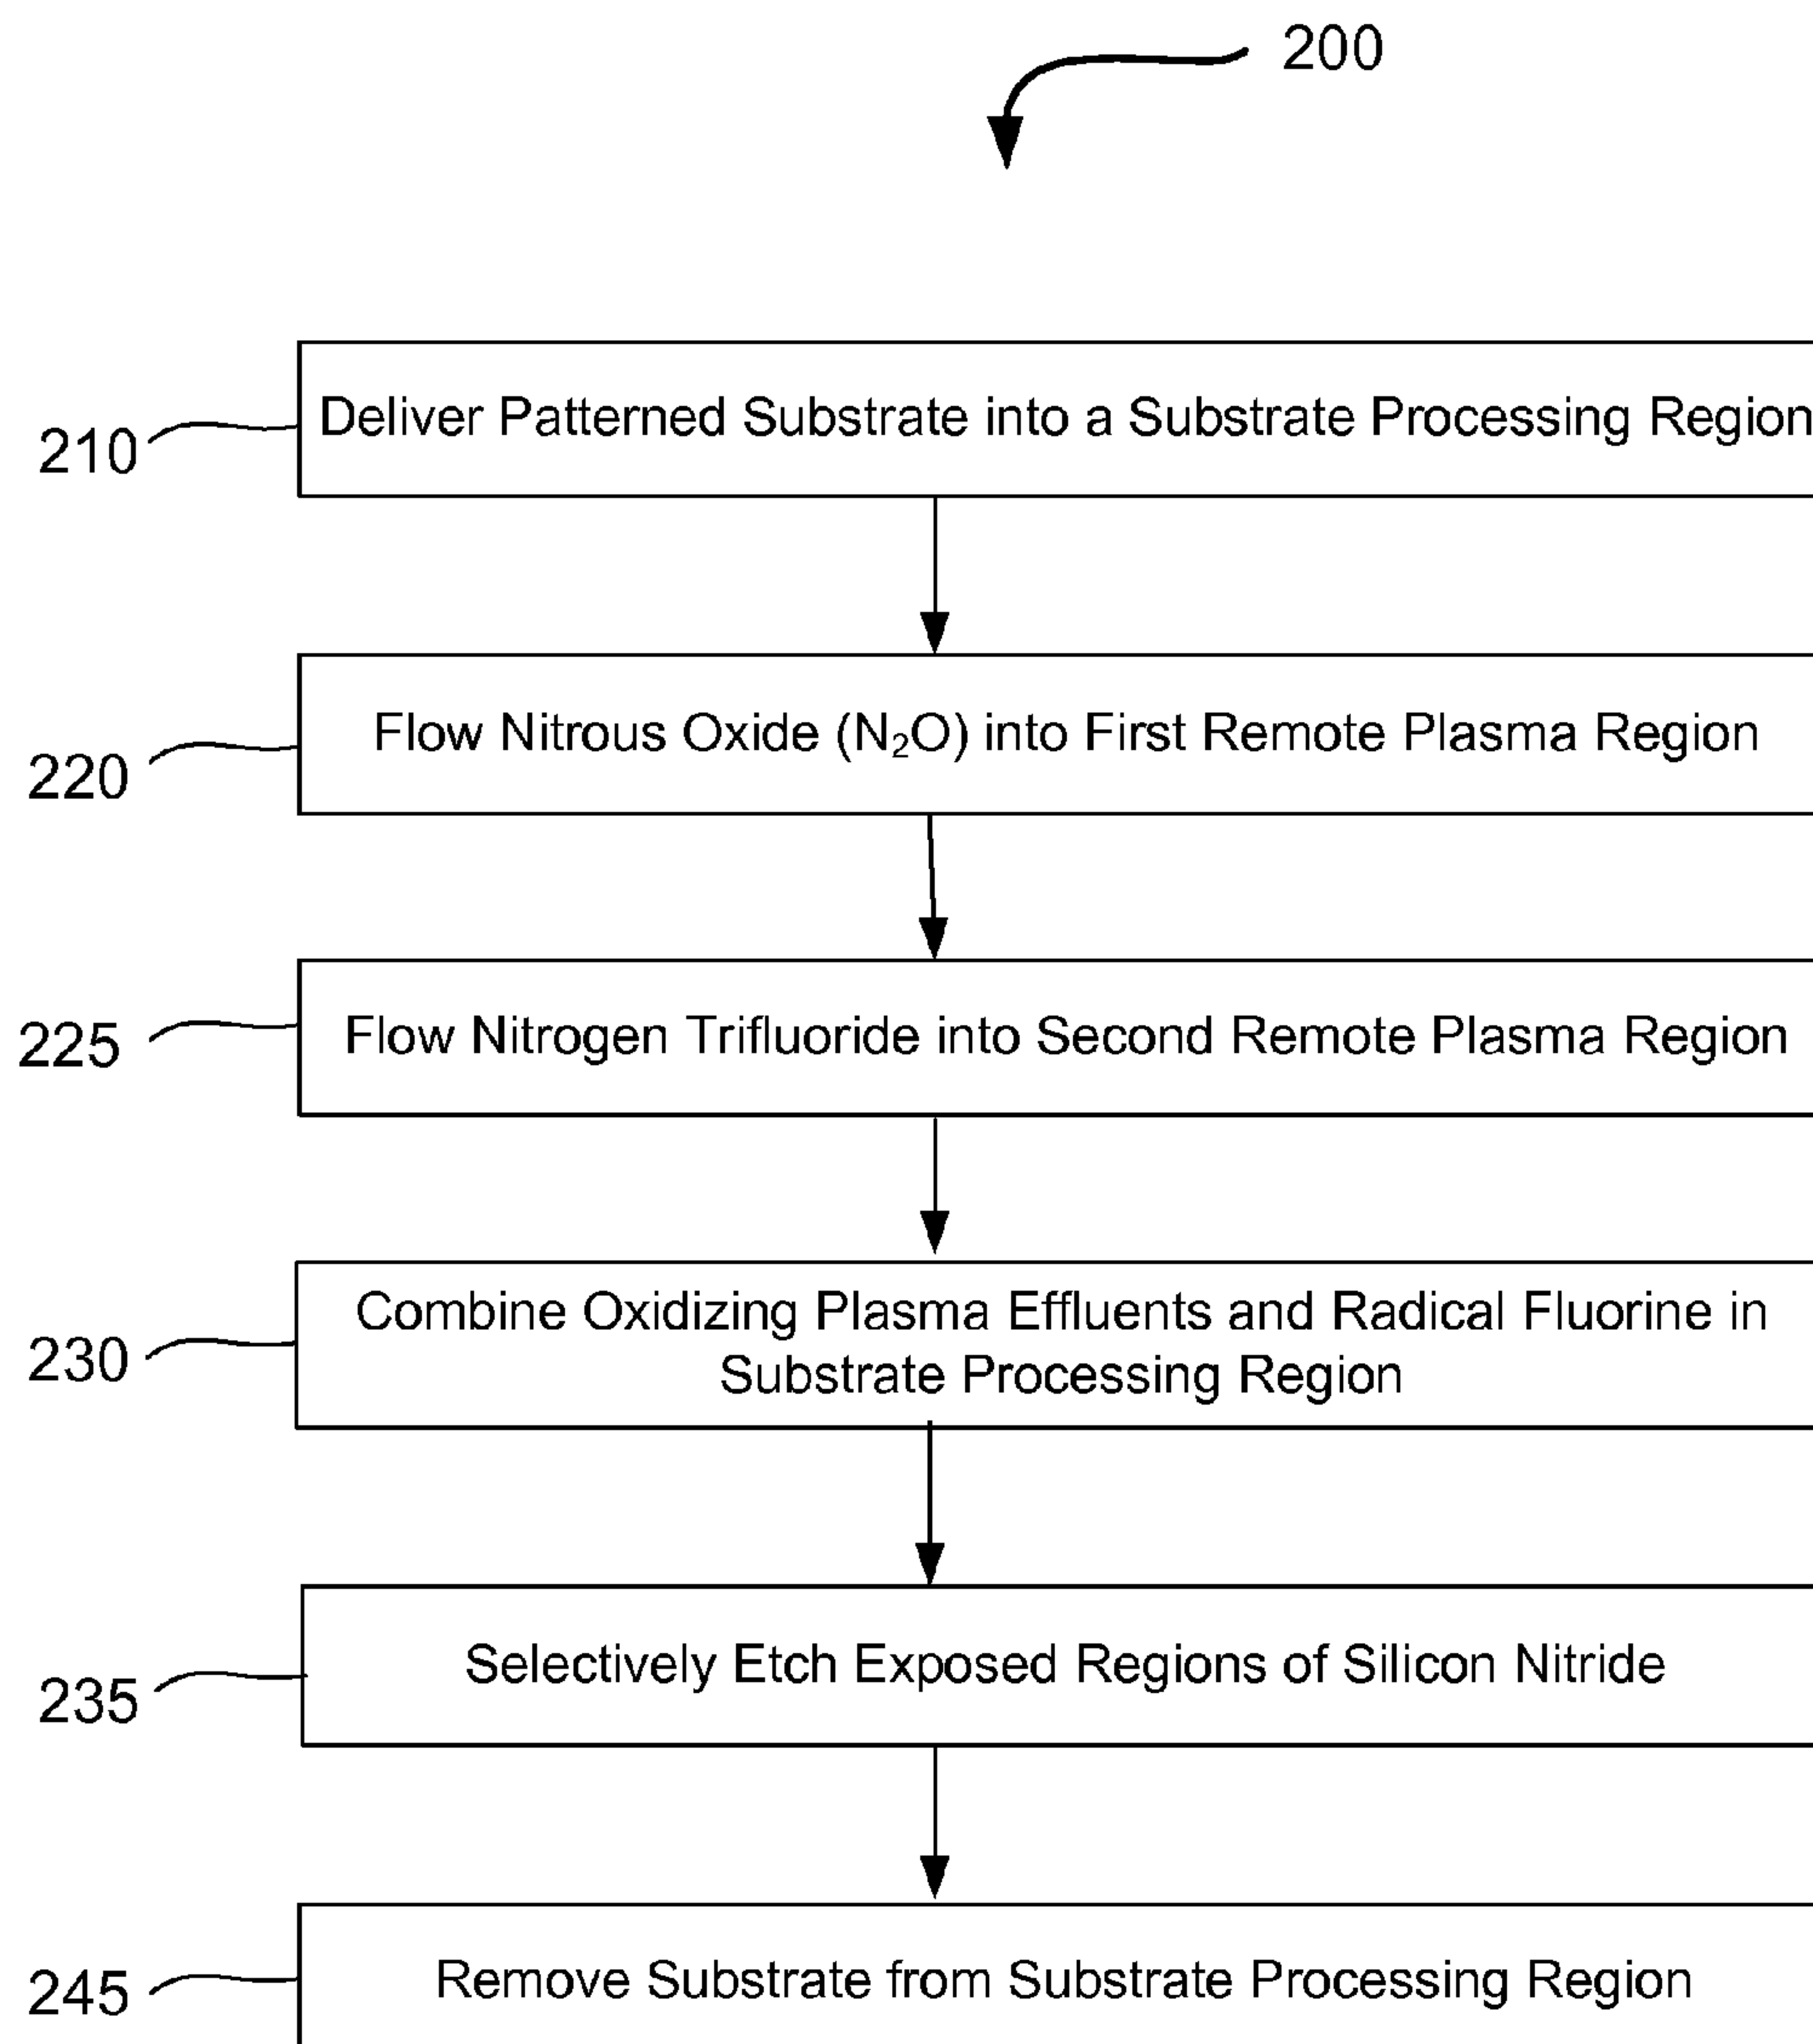 200
210
Deliver Patterned Substrate into a Substrate Processing Region
220
Flow Nitrous Oxide (N₂O) into First Remote Plasma Region
225
Flow Nitrogen Trifluoride into Second Remote Plasma Region
230
Combine Oxidizing Plasma Effluents and Radical Fluorine in
Substrate Processing Region
235
Selectively Etch Exposed Regions of Silicon Nitride
245
Remove Substrate from Substrate Processing Region